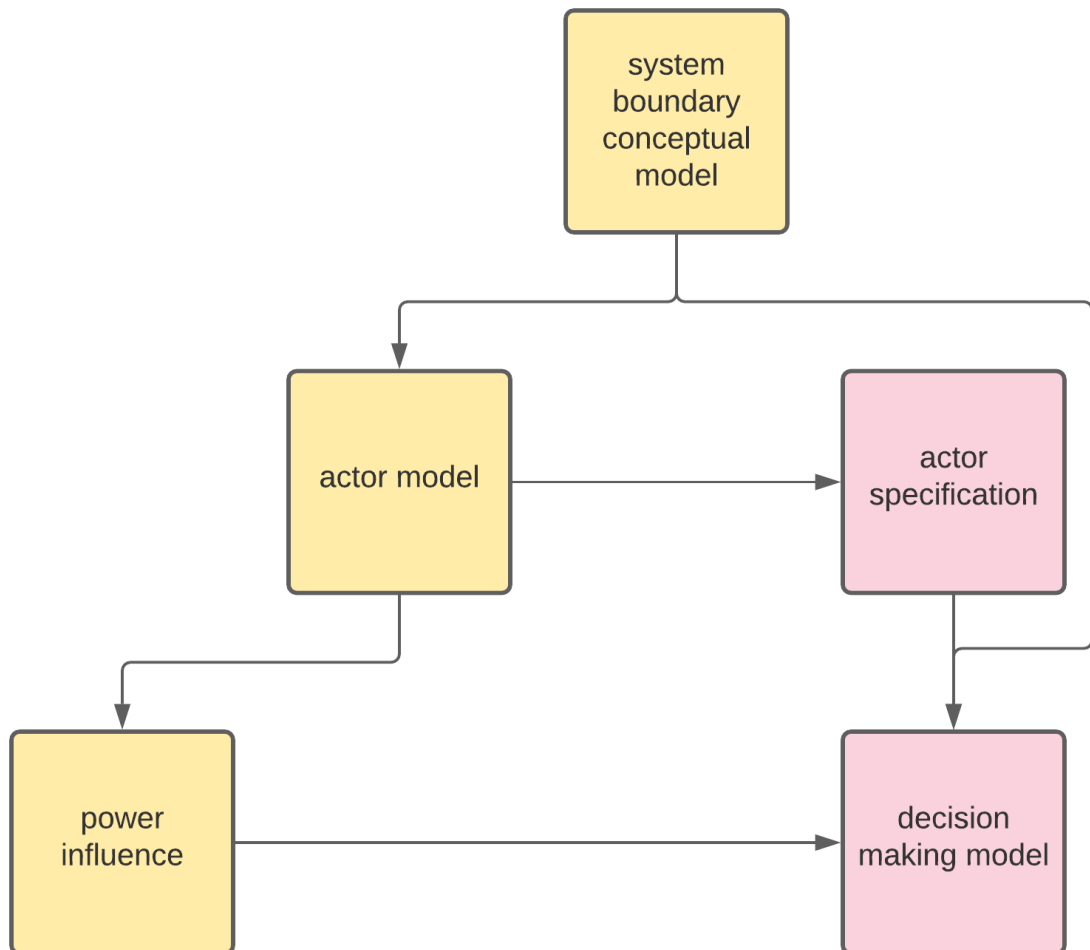 system
boundary
conceptual
model
actor model
actor
specification
power
influence
decision
making model